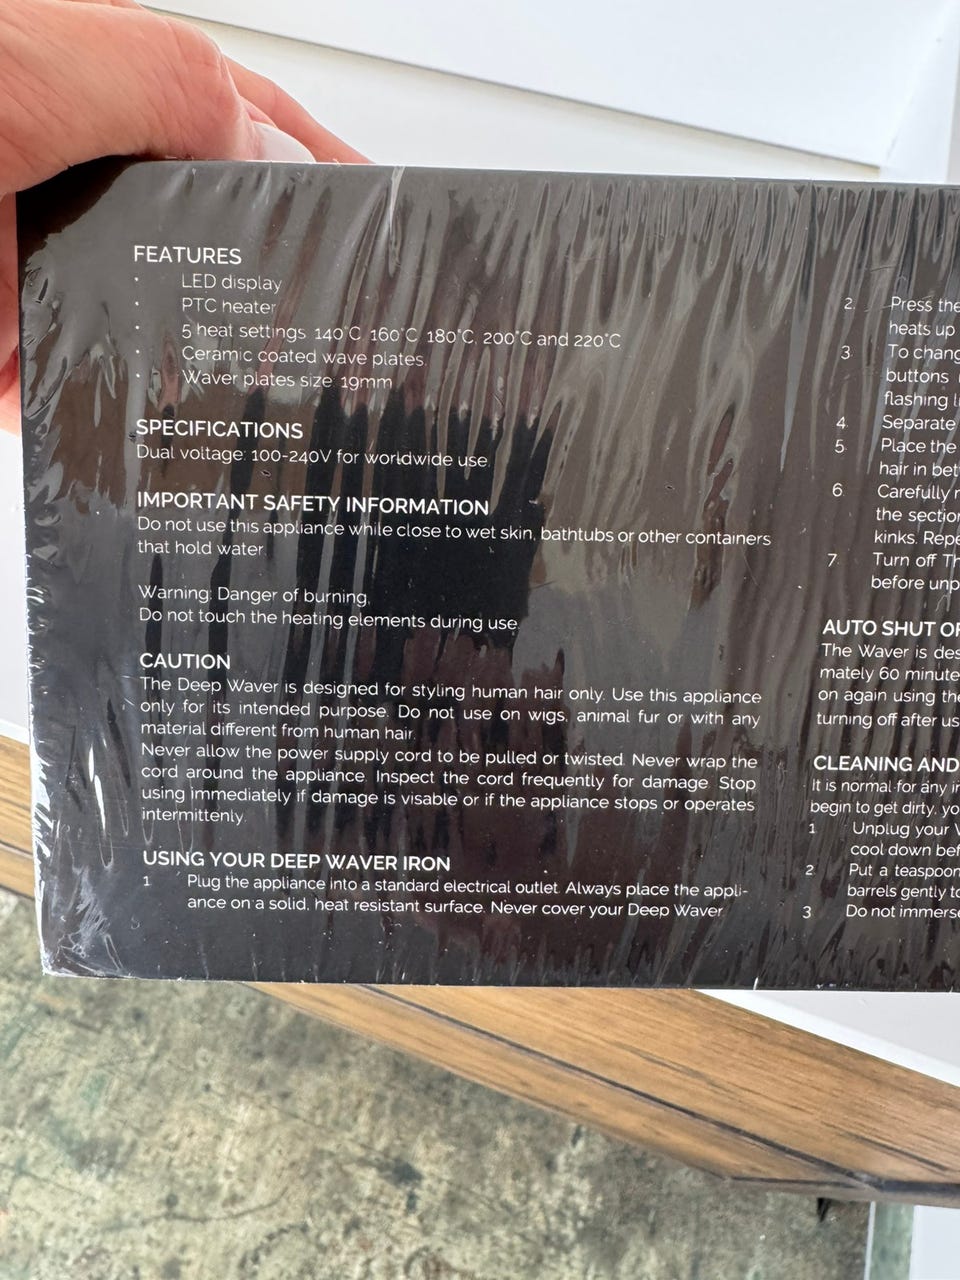 FEATURES
• LED display
• PTC heater
• 5 heat settings 140°C 160°C 180°C, 200°C and 220°C
• Ceramic coated wave plates.
• Waver plates size 19mm
SPECIFICATIONS
Dual voltage: 100-240V for worldwide use.
IMPORTANT SAFETY INFORMATION
Do not use this appliance while close to wet skin, bathtubs or other containers
that hold water
Warning: Danger of burning,
Do not touch the heating elements during use.
CAUTION
The Deep Waver is designed for styling human hair only. Use this appliance
only for its intended purpose. Do not use on wigs, animal fur or with any
material different from human hair.
Never allow the power supply cord to be pulled or twisted. Never wrap the
cord around the appliance. Inspect the cord frequently for damage. Stop
using immediately if damage is visable or if the appliance stops or operates
intermittenly.
USING YOUR DEEP WAVER IRON
1 Plug the appliance into a standard electrical outlet. Always place the appli-
ance on a solid, heat resistant surface. Never cover your Deep Waver
2. Press the
heats up
3 To chang
buttons
flashing li
4 Separate
5 Place the
hair in bet
6 Carefully r
the section
kinks. Repe
7 Turn off Th
before unp
AUTO SHUT OF
The Waver is des
mately 60 minute
on again using the
turning off after us
CLEANING AND
It is normal for any ir
begin to get dirty, yo
1 Unplug your W
cool down bef
2 Put a teaspoon
barrels gently to
3 Do not immerse